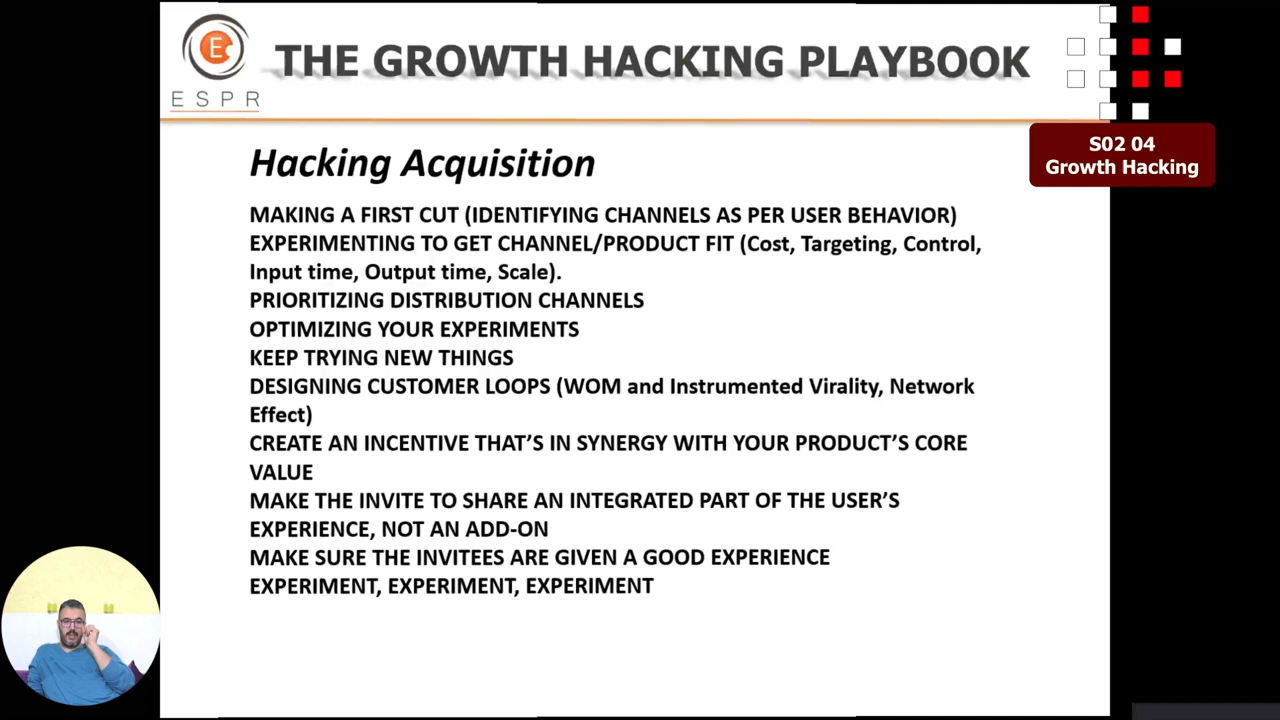 E
ESPR
THE GROWTH HACKING PLAYBOOK
S02 04
Growth Hacking
Hacking Acquisition
MAKING A FIRST CUT (IDENTIFYING CHANNELS AS PER USER BEHAVIOR)
EXPERIMENTING TO GET CHANNEL/PRODUCT FIT (Cost, Targeting, Control,
Input time, Output time, Scale).
PRIORITIZING DISTRIBUTION CHANNELS
OPTIMIZING YOUR EXPERIMENTS
KEEP TRYING NEW THINGS
DESIGNING CUSTOMER LOOPS (WOM and Instrumented Virality, Network
Effect)
CREATE AN INCENTIVE THAT’S IN SYNERGY WITH YOUR PRODUCT’S CORE
VALUE
MAKE THE INVITE TO SHARE AN INTEGRATED PART OF THE USER’S
EXPERIENCE, NOT AN ADD-ON
MAKE SURE THE INVITEES ARE GIVEN A GOOD EXPERIENCE
EXPERIMENT, EXPERIMENT, EXPERIMENT